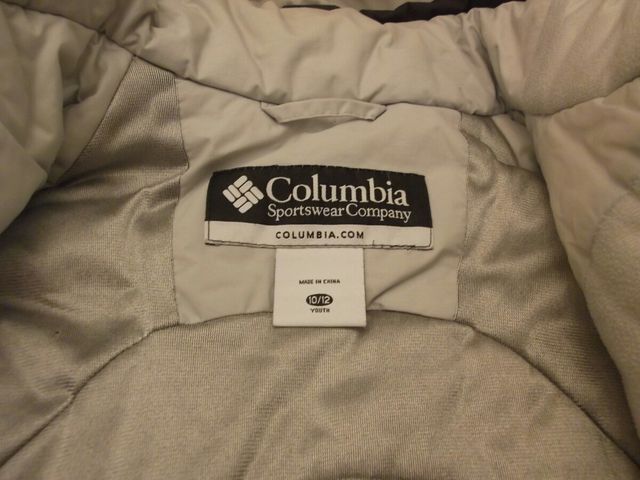 Columbia
Sportswear Company
COLUMBIA.COM
MADE IN CHINA
10/12
YOUTH